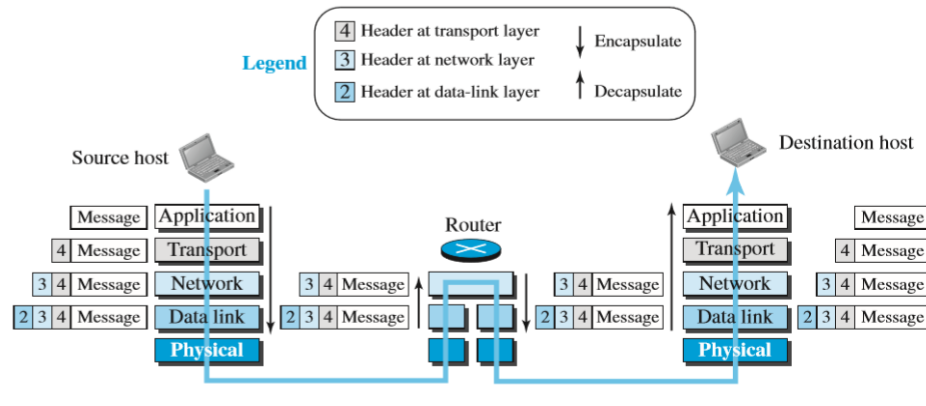 Legend
4 Header at transport layer
3 Header at network layer
2 Header at data-link layer
Encapsulate
Decapsulate
Source host
Destination host
Router
Message Application
4 Message Transport
3 4 Message Network
2 3 4 Message Data link
Physical
3 4 Message
2 3 4 Message
3 4 Message
2 3 4 Message
Application Message
Transport 4 Message
Network 3 4 Message
Data link 2 3 4 Message
Physical